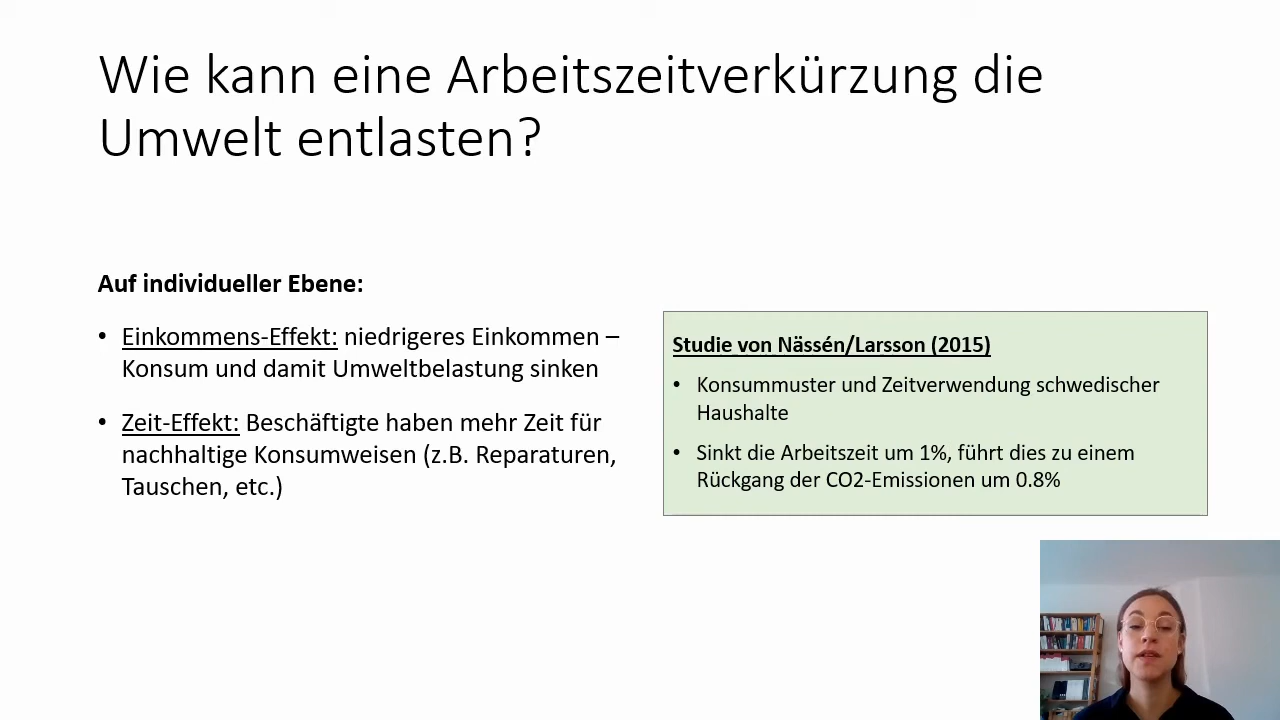 Wie kann eine Arbeitszeitverkürzung die
Umwelt entlasten?
Auf individueller Ebene:
• Einkommens-Effekt: niedrigeres Einkommen –
Konsum und damit Umweltbelastung sinken
• Zeit-Effekt: Beschäftigte haben mehr Zeit für
nachhaltige Konsumweisen (z.B. Reparaturen,
Tauschen, etc.)
Studie von Nässén/Larsson (2015)
• Konsummuster und Zeitverwendung schwedischer
Haushalte
• Sinkt die Arbeitszeit um 1%, führt dies zu einem
Rückgang der CO2-Emissionen um 0.8%